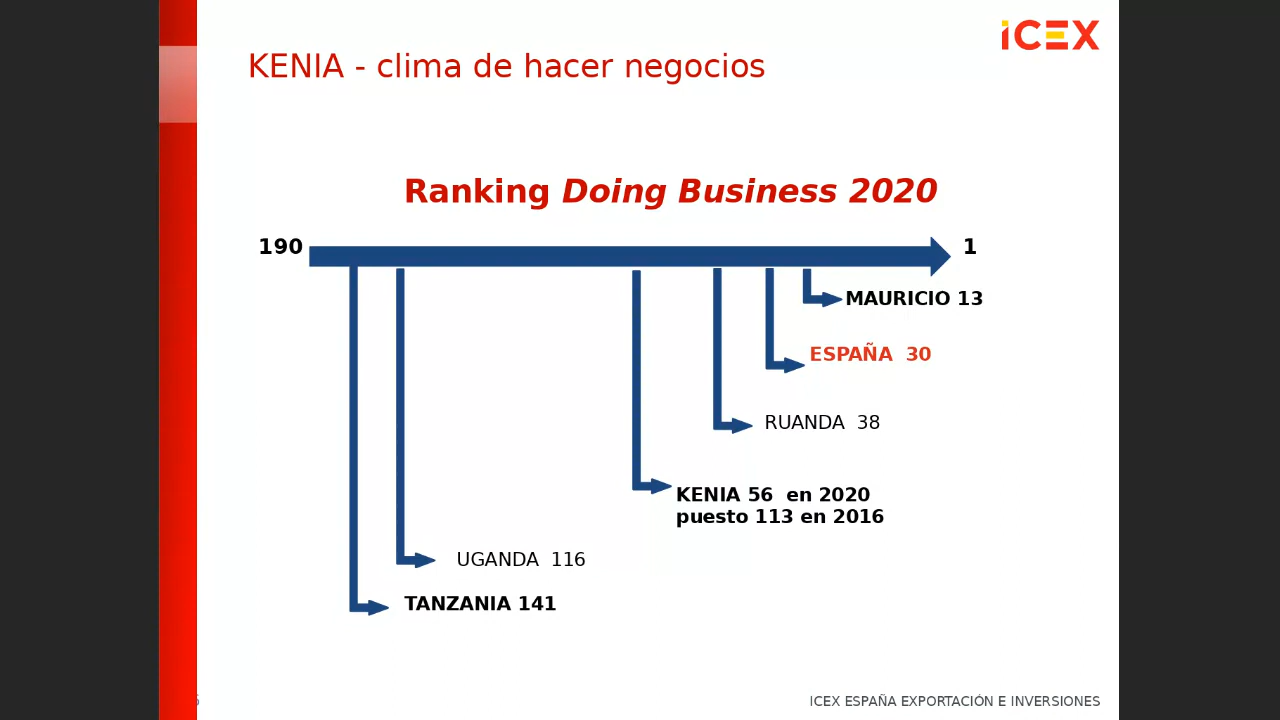 iCEX
KENIA - clima de hacer negocios
Ranking Doing Business 2020
190
1
MAURICIO 13
ESPAÑA 30
RUANDA 38
KENIA 56 en 2020
puesto 113 en 2016
UGANDA 116
TANZANIA 141
ICEX ESPAÑA EXPORTACIÓN E INVERSIONES